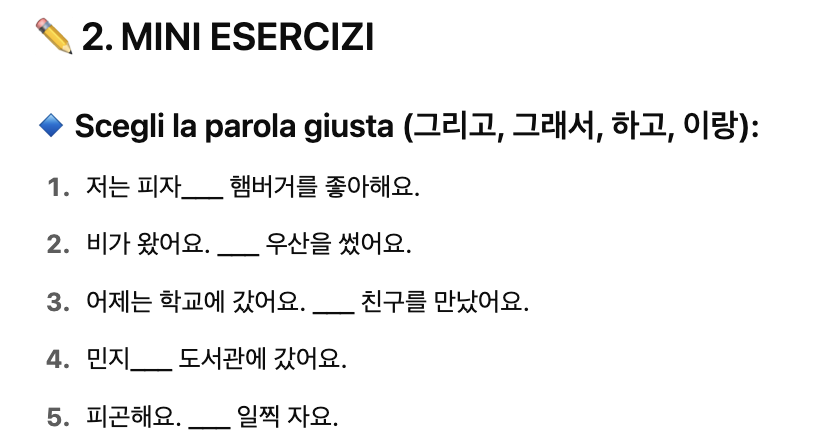 ✏️ 2. MINI ESERCIZI
🔹 Scegli la parola giusta (그리고, 그래서, 하고, 이랑):
1. 저는 피자___ 햄버거를 좋아해요.
2. 비가 왔어요. ___ 우산을 썼어요.
3. 어제는 학교에 갔어요. ___ 친구를 만났어요.
4. 민지___ 도서관에 갔어요.
5. 피곤해요. ___ 일찍 자요.